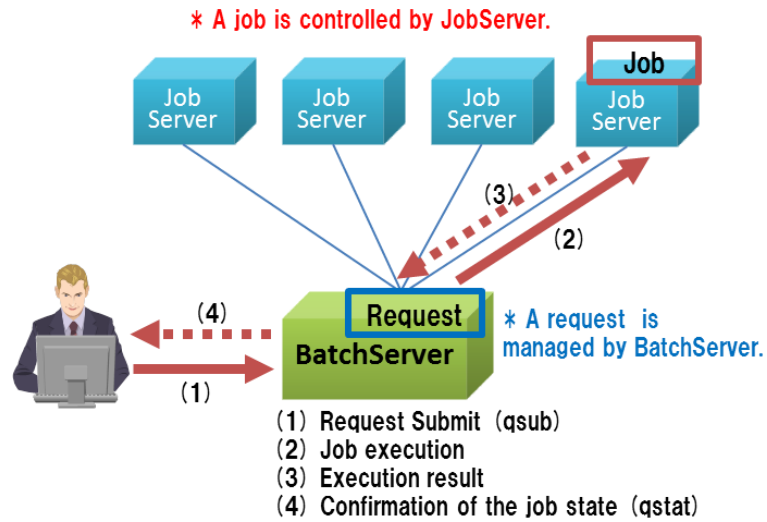 * A job is controlled by JobServer.
Job
Job
Server
Job
Server
Job
Server
Job
Server
(3)
(2)
(4)
(1)
Request
BatchServer
* A request is
managed by BatchServer.
(1) Request Submit (qsub)
(2) Job execution
(3) Execution result
(4) Confirmation of the job state (qstat)